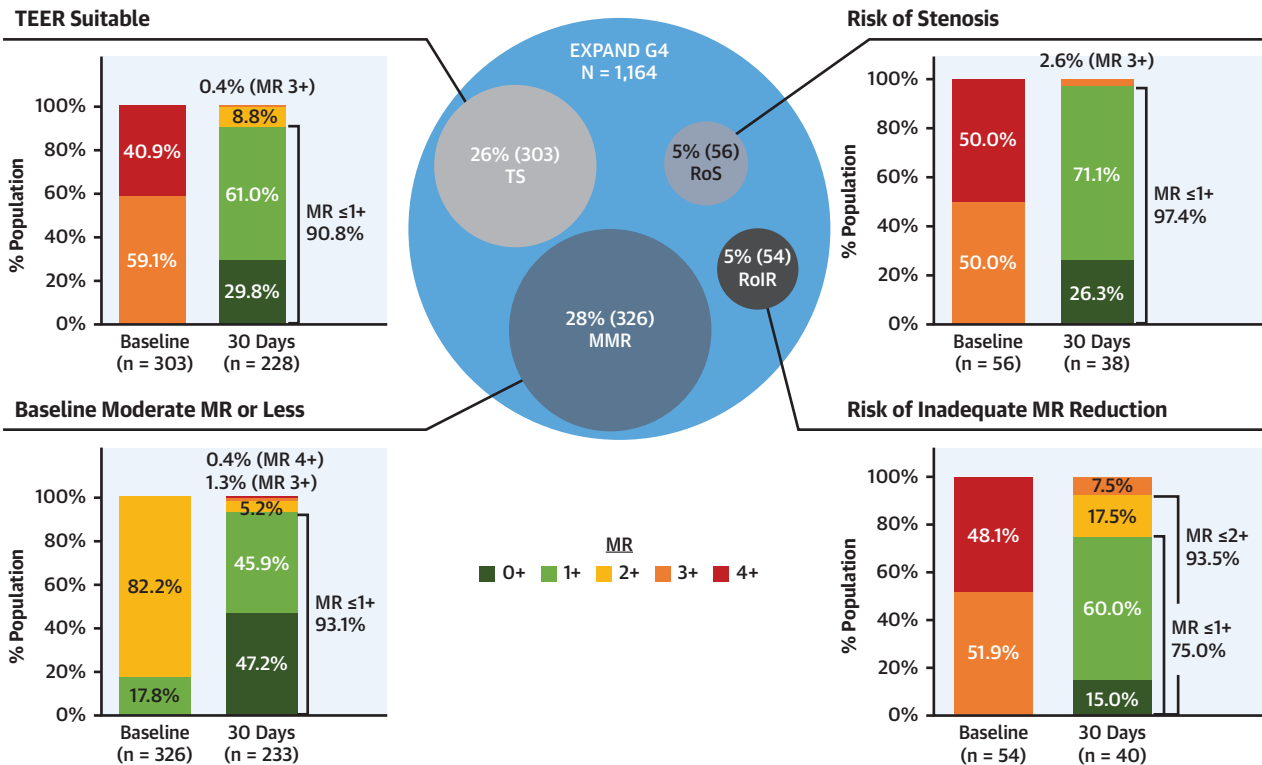 TEER Suitable
% Population
100%
80%
60%
40%
20%
0%
0.4% (MR 3+)
8.8%
40.9%
61.0%
59.1%
29.8%
MR ≤1+
90.8%
Baseline
(n = 303)
30 Days
(n = 228)
EXPAND G4
N = 1,164
26% (303)
TS
5% (56)
RoS
5% (54)
RoIR
28% (326)
MMR
Risk of Stenosis
% Population
100%
80%
60%
40%
20%
0%
2.6% (MR 3+)
50.0%
71.1%
50.0%
26.3%
MR ≤1+
97.4%
Baseline
(n = 56)
30 Days
(n = 38)
Baseline Moderate MR or Less
% Population
100%
80%
60%
40%
20%
0%
0.4% (MR 4+)
1.3% (MR 3+)
5.2%
82.2%
45.9%
17.8%
47.2%
MR ≤1+
93.1%
Baseline
(n = 326)
30 Days
(n = 233)
MR
0+ 1+ 2+ 3+ 4+
Risk of Inadequate MR Reduction
% Population
100%
80%
60%
40%
20%
0%
7.5%
17.5%
48.1%
60.0%
51.9%
15.0%
MR ≤2+
93.5%
MR ≤1+
75.0%
Baseline
(n = 54)
30 Days
(n = 40)